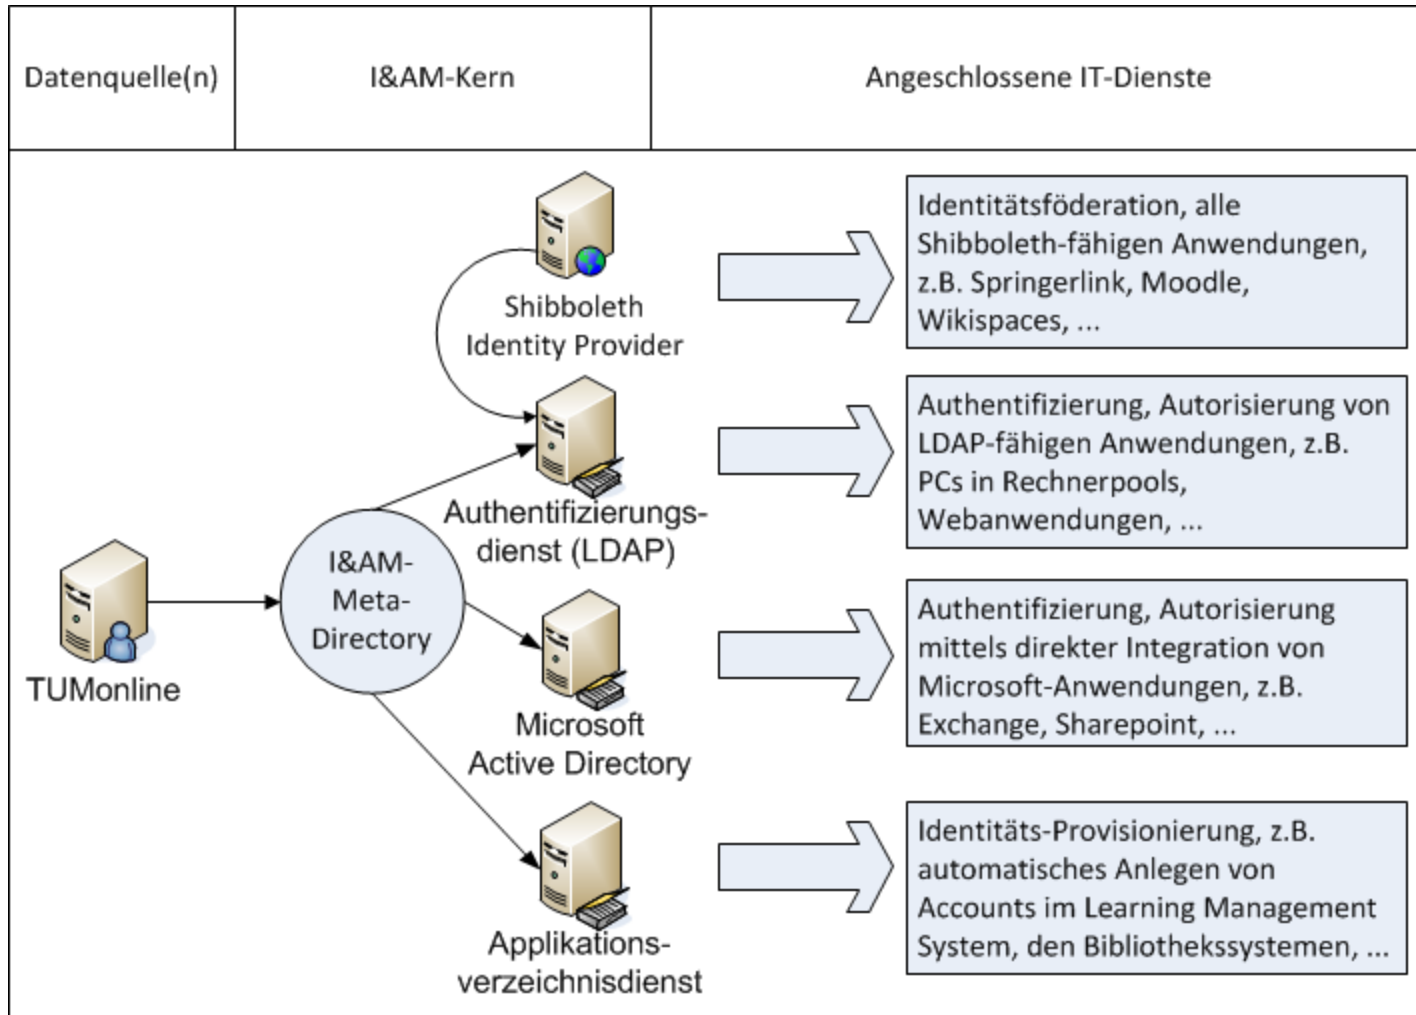 Datenquelle(n)
I&AM-Kern
Angeschlossene IT-Dienste
Shibboleth
Identity Provider
Identitätsföderation, alle
Shibboleth-fähigen Anwendungen,
z.B. Springerlink, Moodle,
Wikispaces, ...
Authentifizierungs-
dienst (LDAP)
Authentifizierung, Autorisierung von
LDAP-fähigen Anwendungen, z.B.
PCs in Rechnerpools,
Webanwendungen, ...
TUMonline
I&AM-
Meta-
Directory
Microsoft
Active Directory
Authentifizierung, Autorisierung
mittels direkter Integration von
Microsoft-Anwendungen, z.B.
Exchange, Sharepoint, ...
Applikations-
verzeichnisdienst
Identitäts-Provisionierung, z.B.
automatisches Anlegen von
Accounts im Learning Management
System, den Bibliothekssystemen, ...